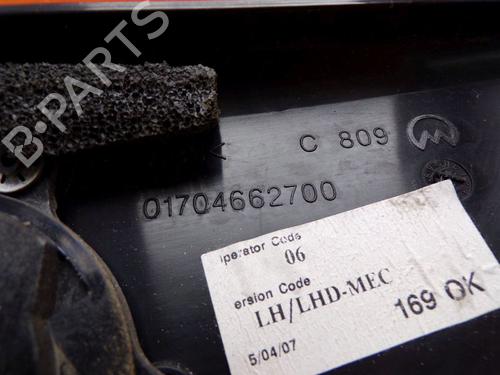 B-PARTS
C 809
01704662700
perator Code
06
ersion Code
LH/LHD-MEC
5/04/07
169 OK